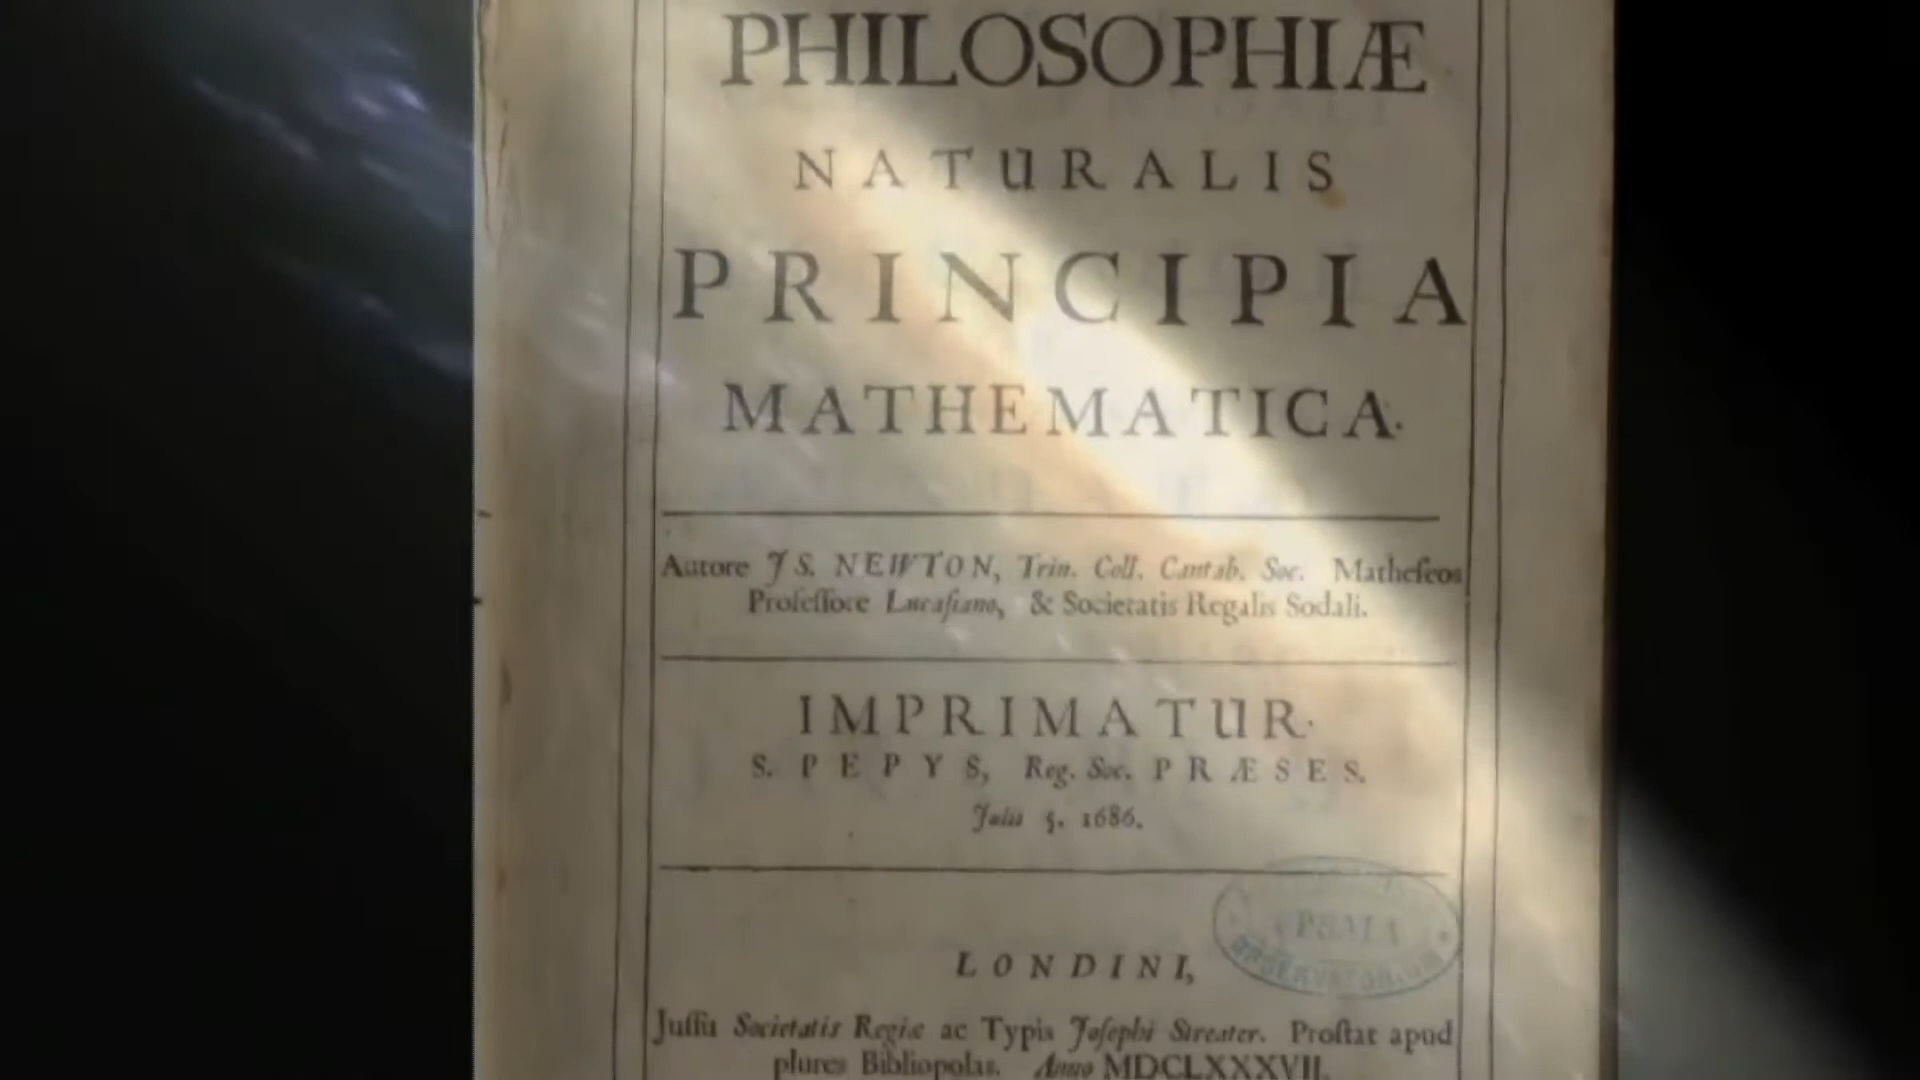 PHILOSOPHIÆ
NATURALIS
PRINCIPIA
MATHEMATICA.
Autore JS. NEWTON, Trin. Coll. Cantab. Soc. Matheseos
Professore Lucasiano, & Societatis Regalis Sodali.
IMPRIMATUR.
S. PEPYS, Reg. Soc. PRÆSES.
Julii 5. 1686.
LONDINI,
Jussu Societatis Regiæ ac Typis Josephi Streater. Prostat apud
plures Bibliopolas. Anno MDCLXXXVII.